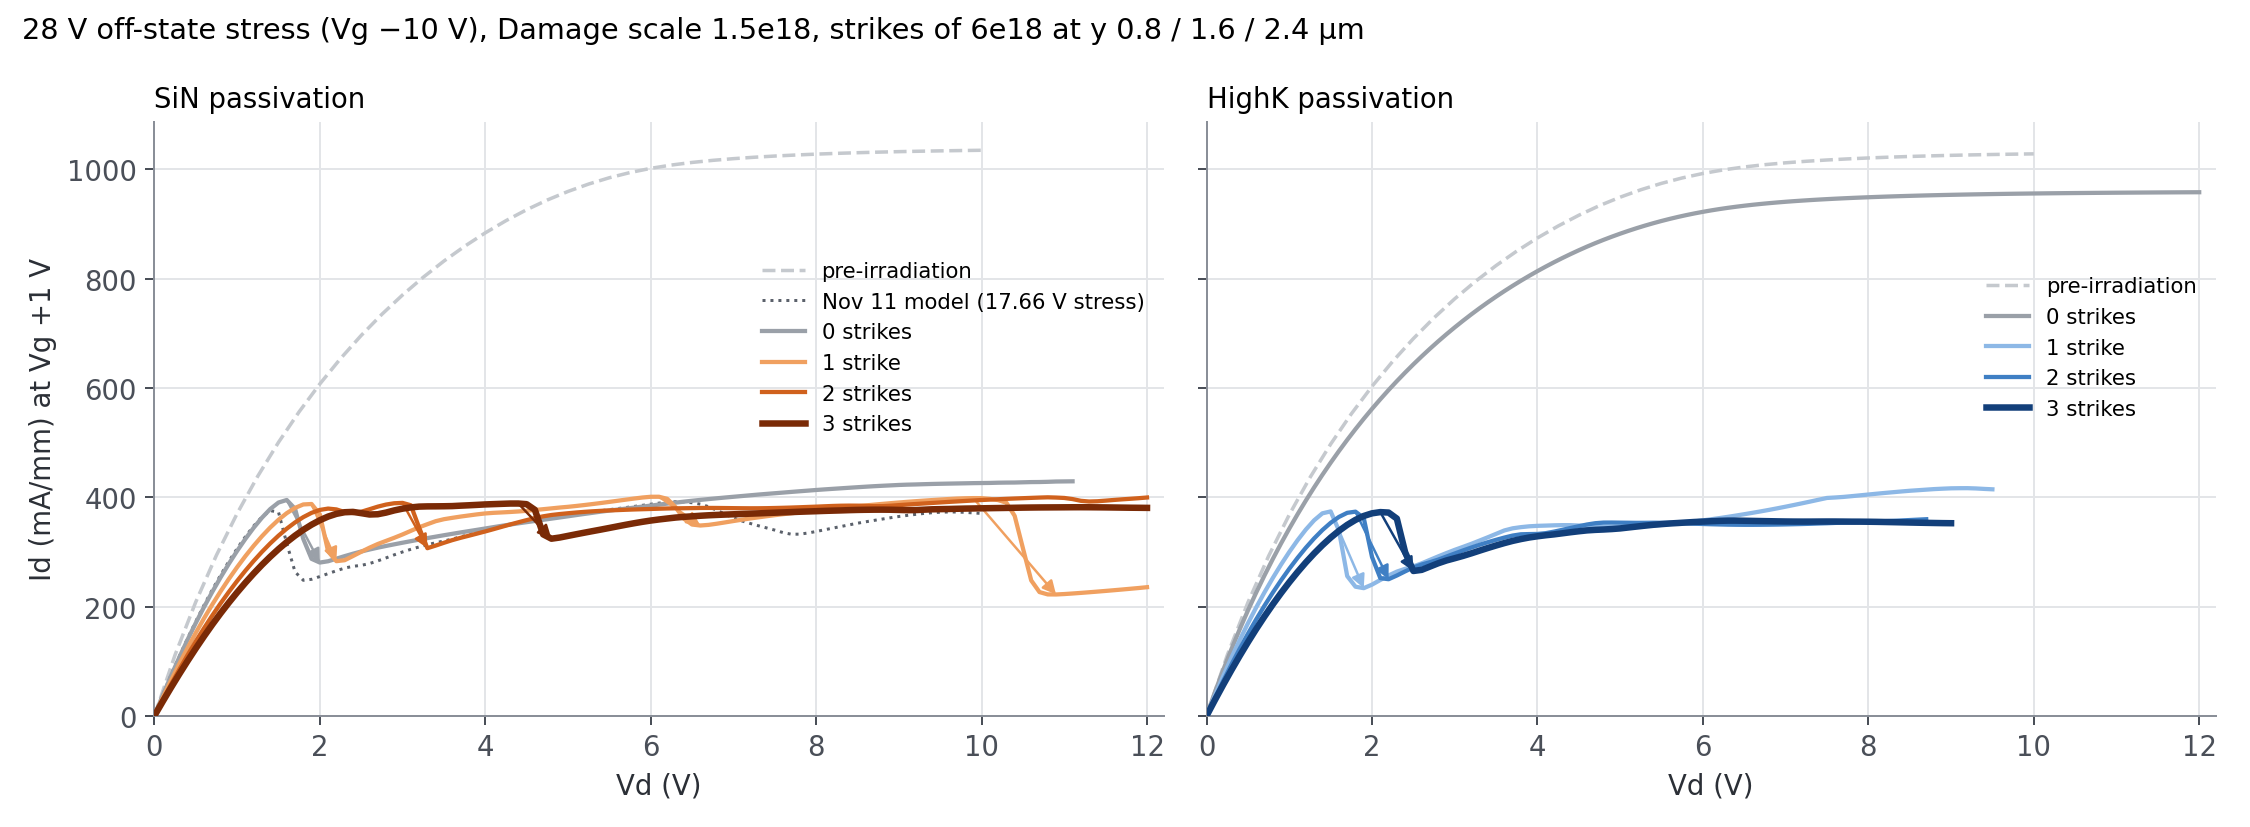 28 V off-state stress (Vg −10 V), Damage scale 1.5e18, strikes of 6e18 at y 0.8 / 1.6 / 2.4 µm
SiN passivation
Id (mA/mm) at Vg +1 V
1000
800
600
400
200
0
pre-irradiation
Nov 11 model (17.66 V stress)
0 strikes
1 strike
2 strikes
3 strikes
0 2 4 6 8 10 12
Vd (V)
HighK passivation
pre-irradiation
0 strikes
1 strike
2 strikes
3 strikes
0 2 4 6 8 10 12
Vd (V)